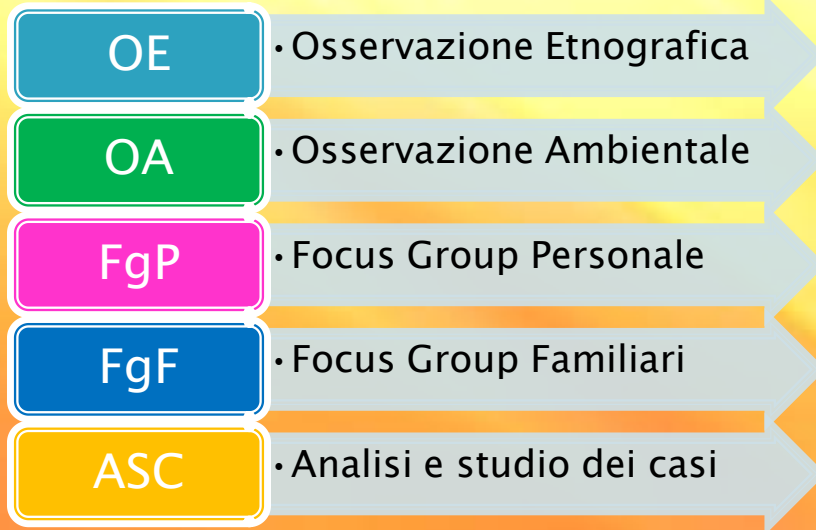 OE
• Osservazione Etnografica
OA
• Osservazione Ambientale
FgP
• Focus Group Personale
FgF
• Focus Group Familiari
ASC
• Analisi e studio dei casi